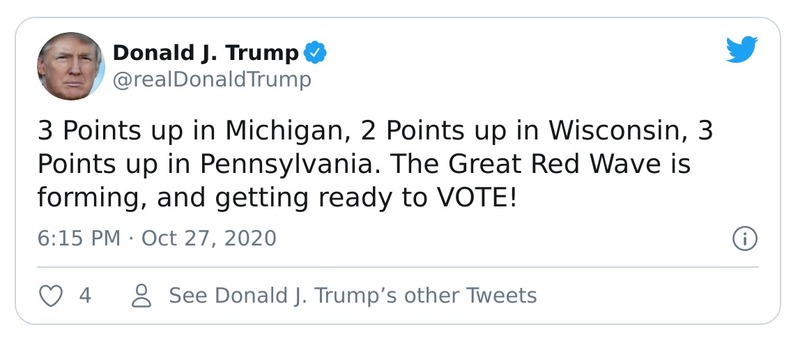 Donald J. Trump
@realDonaldTrump
3 Points up in Michigan, 2 Points up in Wisconsin, 3
Points up in Pennsylvania. The Great Red Wave is
forming, and getting ready to VOTE!
6:15 PM · Oct 27, 2020
4 See Donald J. Trump’s other Tweets